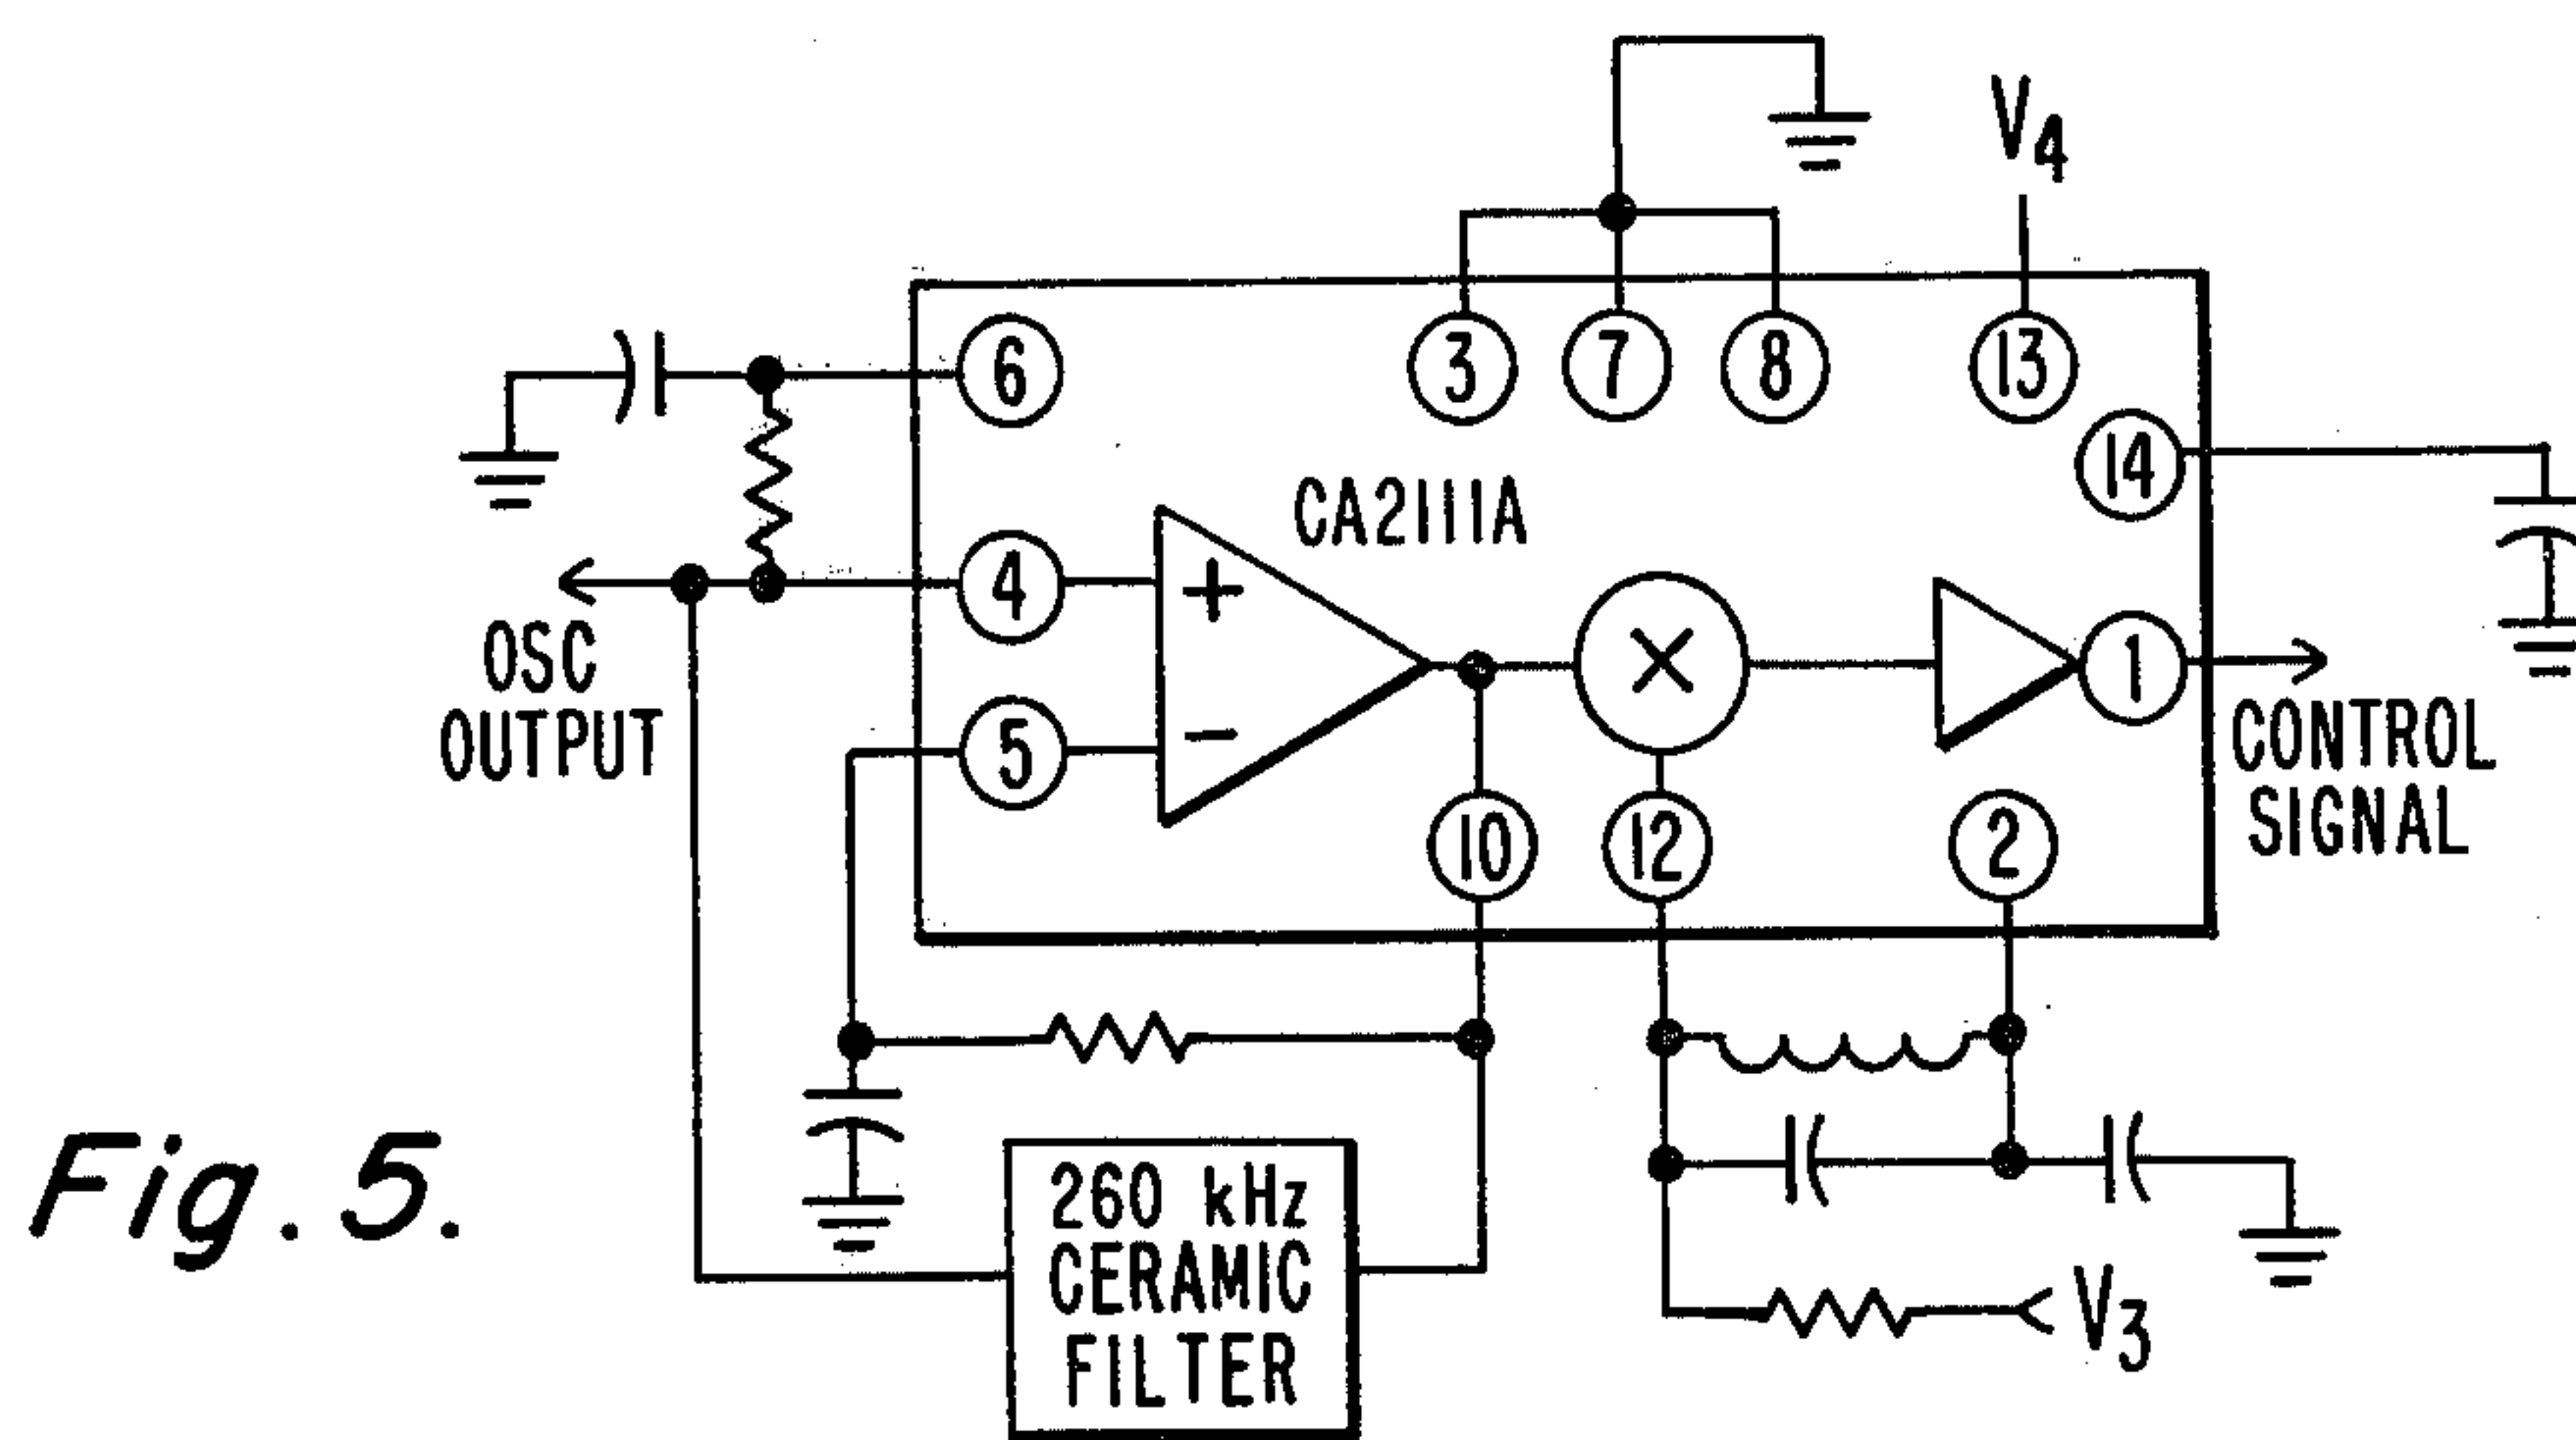 V4
6
3
7
8
13
14
CA2111A
4
+
OSC
OUTPUT
5
−
×
1
CONTROL
SIGNAL
10
12
2
260 kHz
CERAMIC
FILTER
V3
Fig. 5.